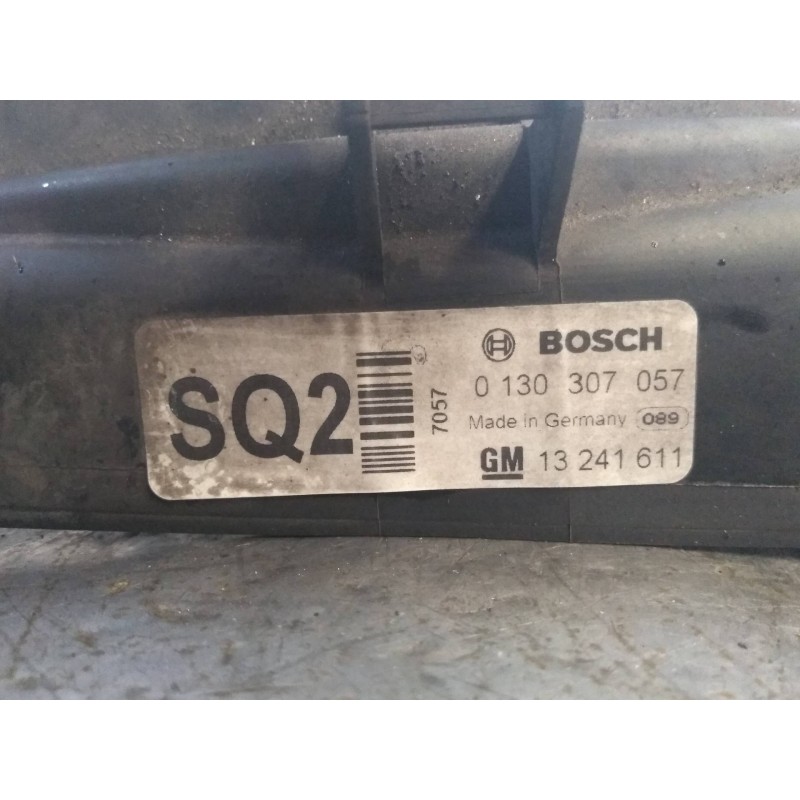 SQ2
7057
BOSCH
0 130 307 057
Made in Germany 089
GM 13 241 611